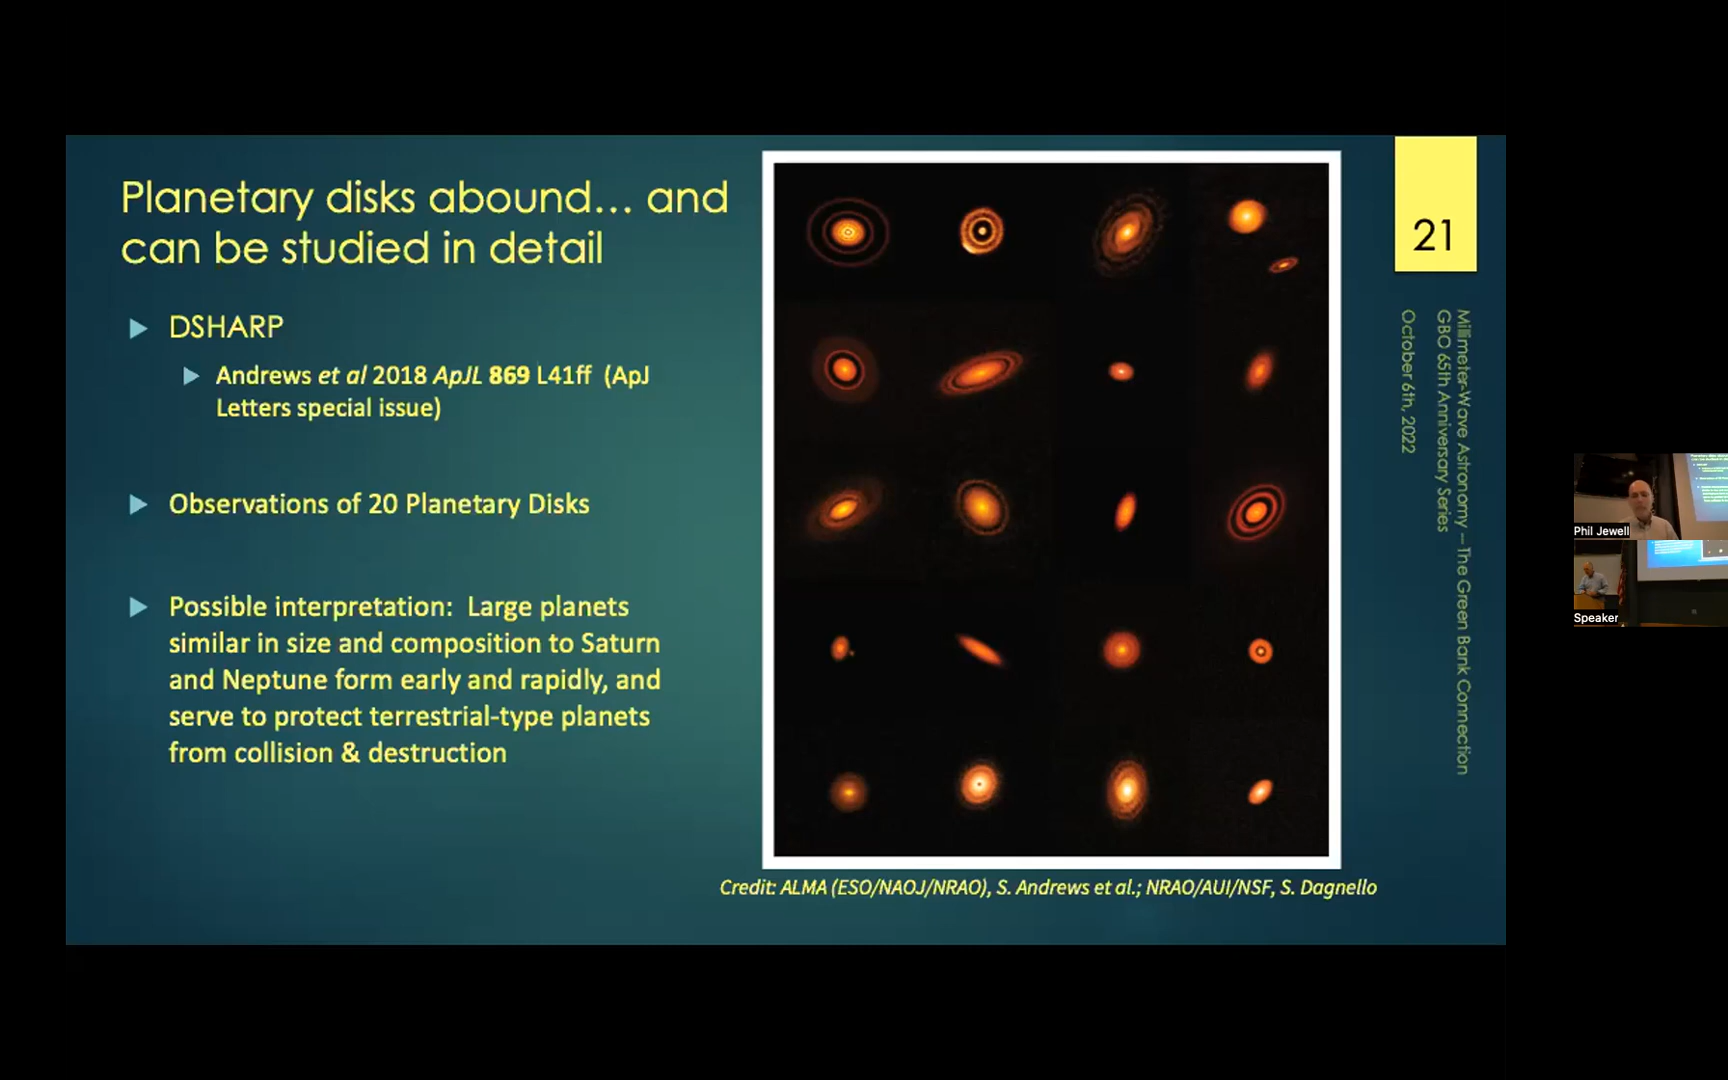 Planetary disks abound… and
can be studied in detail
DSHARP
Andrews et al 2018 ApJL 869 L41ff (ApJ
Letters special issue)
Observations of 20 Planetary Disks
Possible interpretation: Large planets
similar in size and composition to Saturn
and Neptune form early and rapidly, and
serve to protect terrestrial-type planets
from collision & destruction
Credit: ALMA (ESO/NAOJ/NRAO), S. Andrews et al.; NRAO/AUI/NSF, S. Dagnello
21
Millimeter-Wave Astronomy – The Green Bank Connection
GBO 65th Anniversary Series
October 6th, 2022
Phil Jewell
Speaker